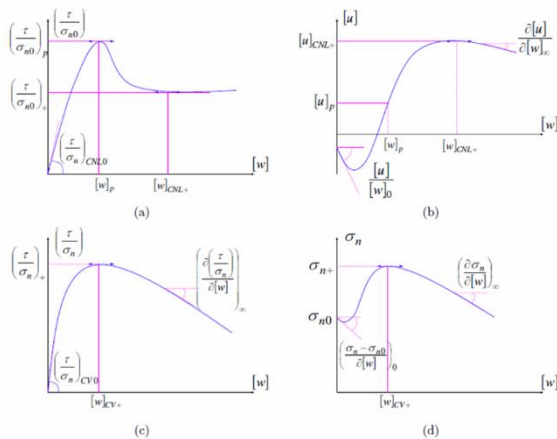 (τ/σn0)
(τ/σn0)p
(τ/σn0)+
(τ/σn)CNL0
[w]
[w]p
[w]CNL+
(a)
[u]
[u]CNL+
∂[u]/∂[w]∞
[u]p
[w]
[w]p
[w]CNL+
[u]/[w]0
(b)
(τ/σn)
(τ/σn)+
(∂(τ/σn)/∂[w])∞
(τ/σn)CV0
[w]
[w]CV+
(c)
σn
σn+
(∂σn/∂[w])∞
σn0
(σn−σn0/∂[w])0
[w]
[w]CV+
(d)